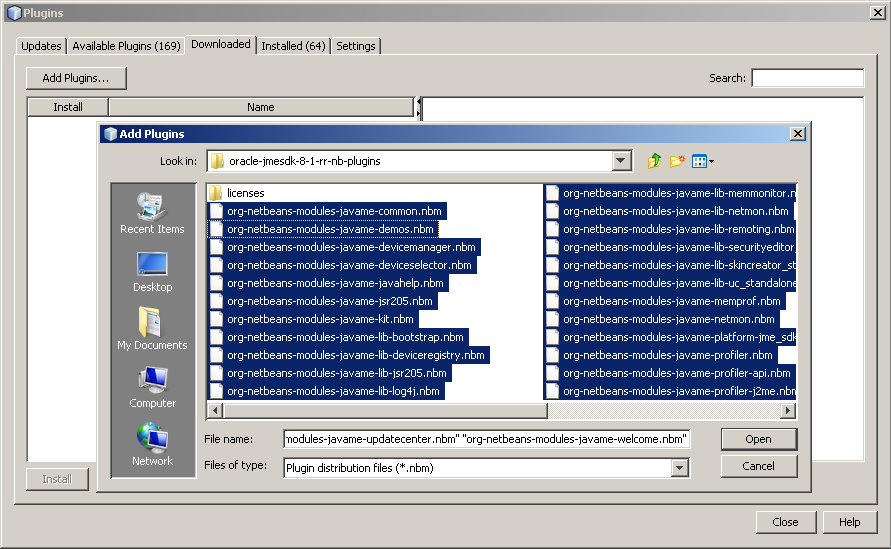 Plugins
Updates Available Plugins (169) Downloaded Installed (64) Settings
Add Plugins... Search:
Install Name
Add Plugins
Look in: oracle-jmesdk-8-1-rr-nb-plugins
Recent Items
Desktop
My Documents
Computer
Network
licenses
org-netbeans-modules-javame-common.nbm
org-netbeans-modules-javame-demos.nbm
org-netbeans-modules-javame-devicemanager.nbm
org-netbeans-modules-javame-deviceselector.nbm
org-netbeans-modules-javame-javahelp.nbm
org-netbeans-modules-javame-jsr205.nbm
org-netbeans-modules-javame-kit.nbm
org-netbeans-modules-javame-lib-bootstrap.nbm
org-netbeans-modules-javame-lib-deviceregistry.nbm
org-netbeans-modules-javame-lib-jsr205.nbm
org-netbeans-modules-javame-lib-log4j.nbm
org-netbeans-modules-javame-lib-memmonitor.n
org-netbeans-modules-javame-lib-netmon.nbm
org-netbeans-modules-javame-lib-remoting.nbm
org-netbeans-modules-javame-lib-securityeditor_
org-netbeans-modules-javame-lib-skincreator_st
org-netbeans-modules-javame-lib-uc_standalone
org-netbeans-modules-javame-memprof.nbm
org-netbeans-modules-javame-netmon.nbm
org-netbeans-modules-javame-platform-jme_sdk
org-netbeans-modules-javame-profiler.nbm
org-netbeans-modules-javame-profiler-api.nbm
org-netbeans-modules-javame-profiler-j2me.nbm
File name: modules-javame-updatecenter.nbm" "org-netbeans-modules-javame-welcome.nbm" Open
Files of type: Plugin distribution files (*.nbm) Cancel
Install
Close Help